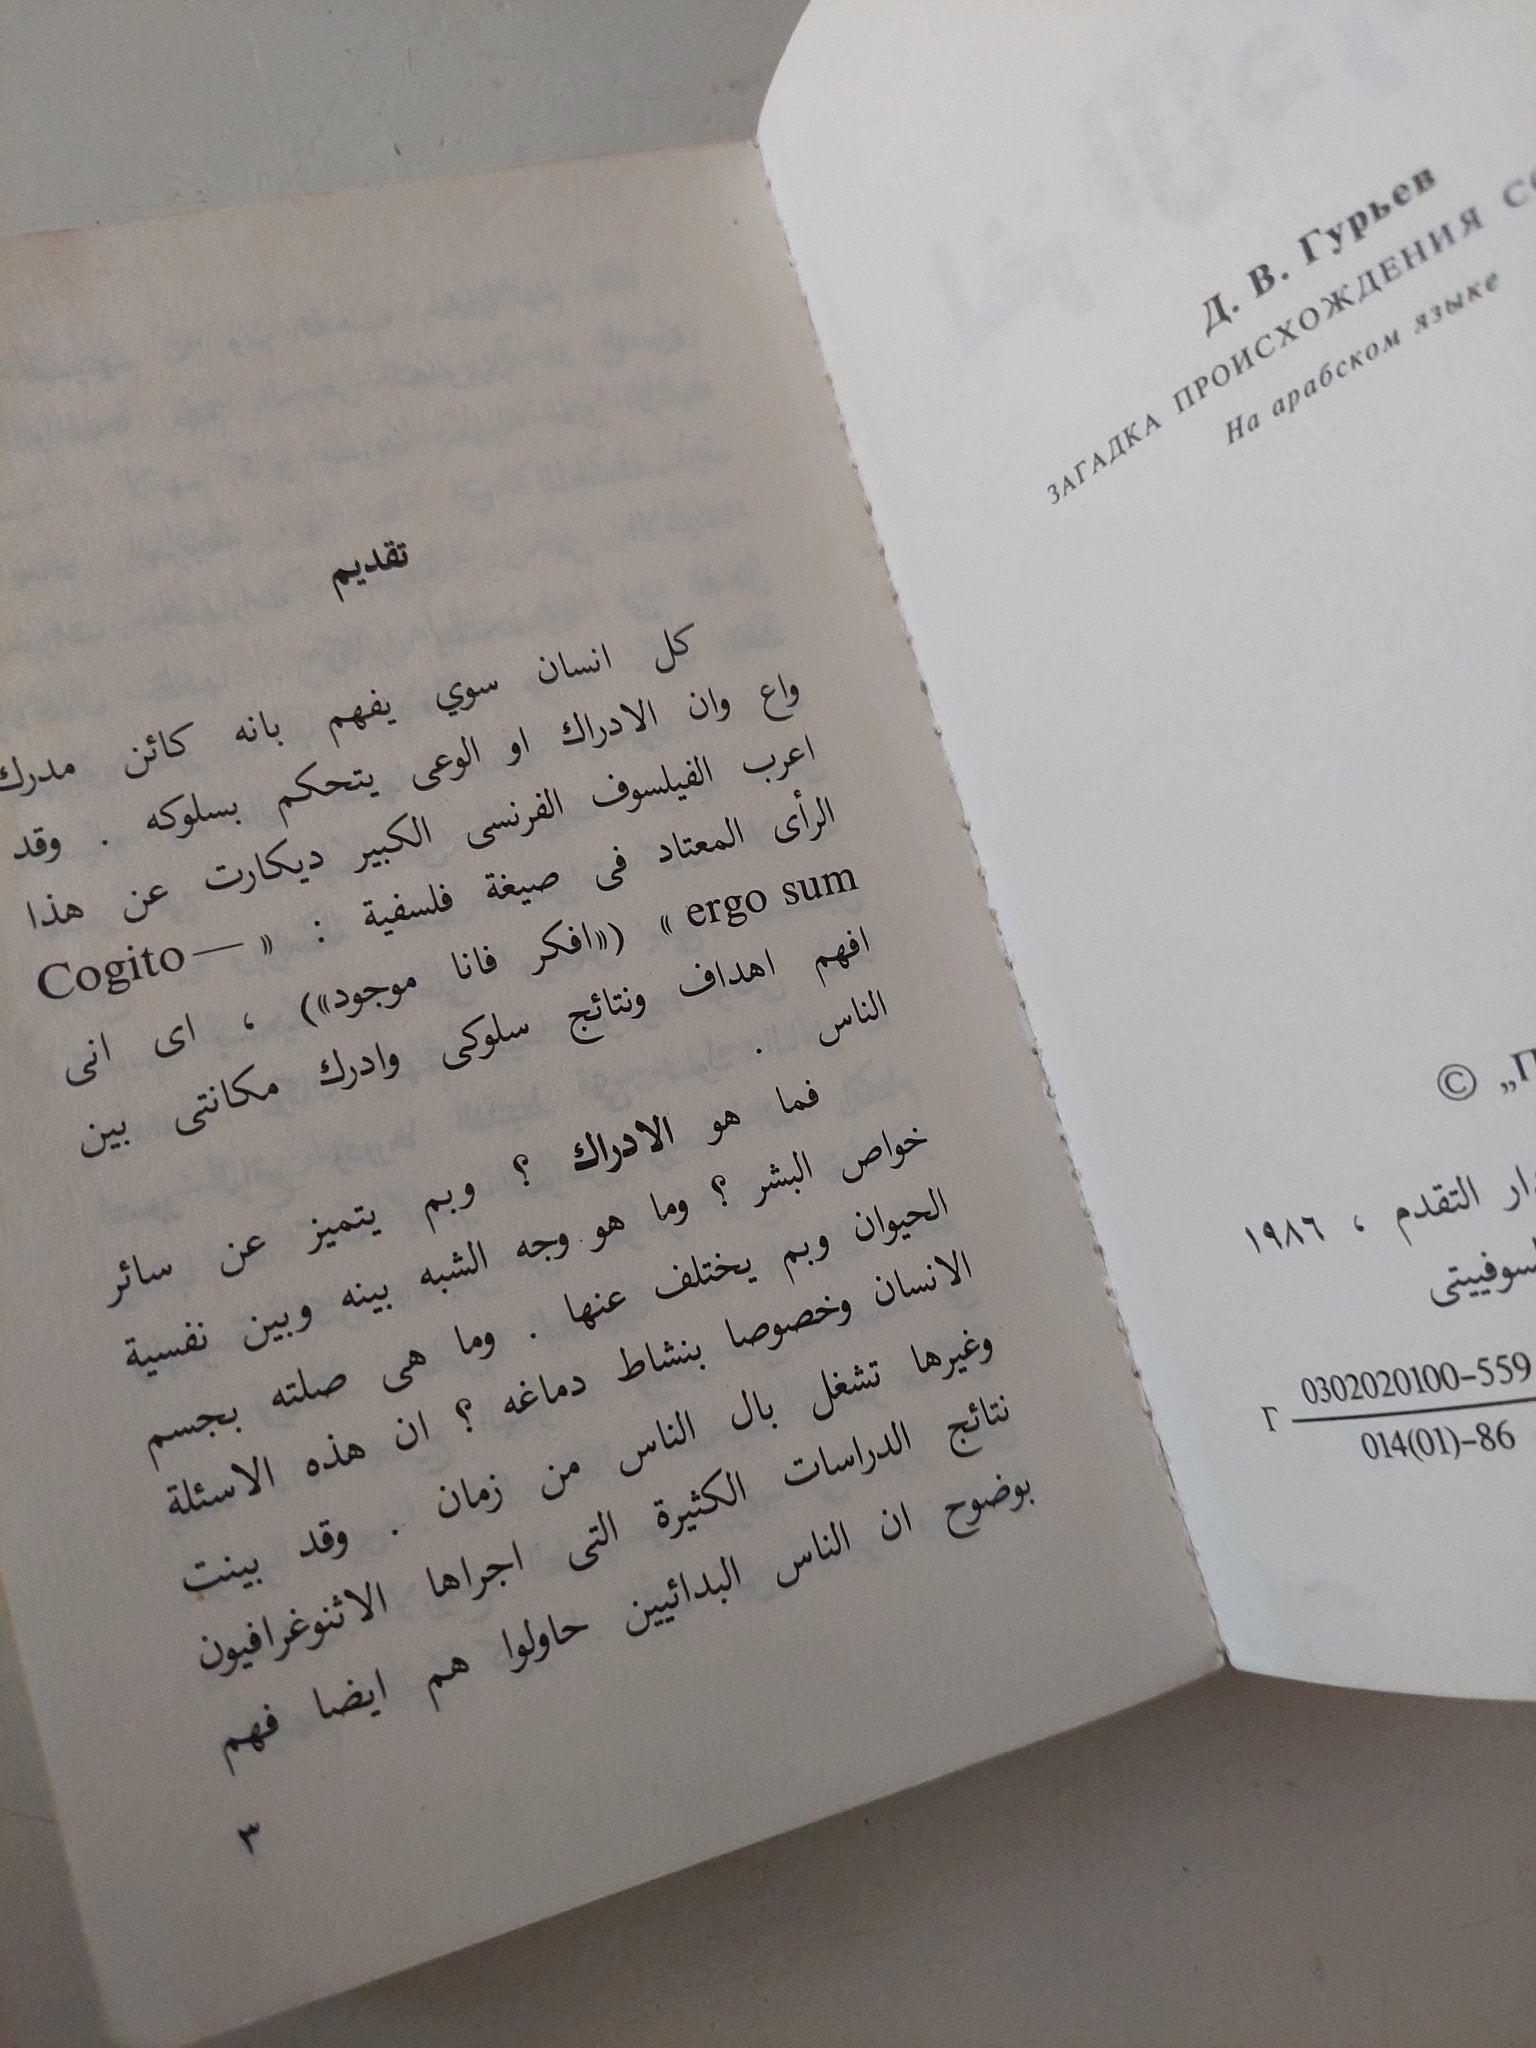 Д. В. Гурьев
ЗАГАДКА ПРОИСХОЖДЕНИЯ
На арабском языке
© „
دار التقدم ، ١٩٨٦
Г 0302020100–559
014(01)–86
تقديم
كل انسان سوي يفهم بانه كائن مدرك
واع وان الادراك او الوعى يتحكم بسلوكه . وقد
اعرب الفيلسوف الفرنسى الكبير ديكارت عن هذا
الرأى المعتاد فى صيغة فلسفية : « Cogito—
ergo sum » («افكر فانا موجود») ، اى انى
افهم اهداف ونتائج سلوكى وادرك مكانتى بين
الناس .
فما هو الادراك ؟ وبم يتميز عن سائر
خواص البشر ؟ وما هو وجه الشبه بينه وبين نفسية
الحيوان وبم يختلف عنها . وما هى صلته بجسم
الانسان وخصوصا بنشاط دماغه ؟ ان هذه الاسئلة
وغيرها تشغل بال الناس من زمان . وقد بينت
نتائج الدراسات الكثيرة التى اجراها الاثنوغرافيون
بوضوح ان الناس البدائيين حاولوا هم ايضا فهم
٣